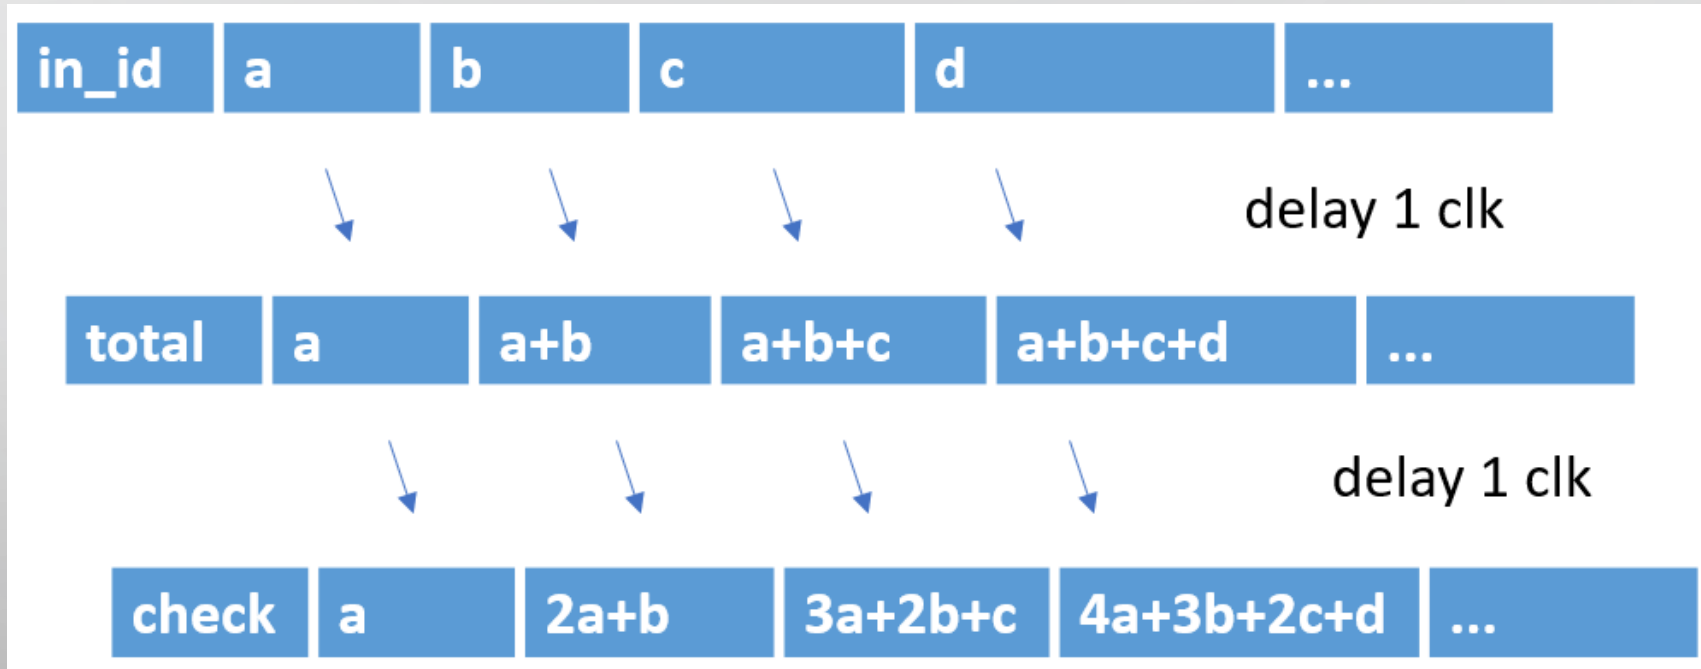 in_id a b c d ...
delay 1 clk
total a a+b a+b+c a+b+c+d ...
delay 1 clk
check a 2a+b 3a+2b+c 4a+3b+2c+d ...